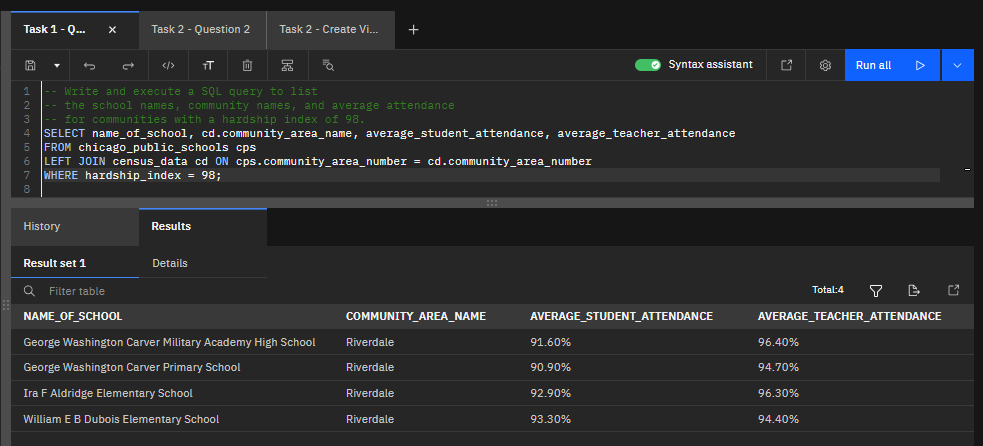 Task 1 - Q... ×
Task 2 - Question 2
Task 2 - Create Vi...
+
</>
тT
Syntax assistant
Run all
1 -- Write and execute a SQL query to list
2 -- the school names, community names, and average attendance
3 -- for communities with a hardship index of 98.
4 SELECT name_of_school, cd.community_area_name, average_student_attendance, average_teacher_attendance
5 FROM chicago_public_schools cps
6 LEFT JOIN census_data cd ON cps.community_area_number = cd.community_area_number
7 WHERE hardship_index = 98;
8
History
Results
Result set 1
Details
Filter table
Total:4
NAME_OF_SCHOOL COMMUNITY_AREA_NAME AVERAGE_STUDENT_ATTENDANCE AVERAGE_TEACHER_ATTENDANCE
George Washington Carver Military Academy High School Riverdale 91.60% 96.40%
George Washington Carver Primary School Riverdale 90.90% 94.70%
Ira F Aldridge Elementary School Riverdale 92.90% 96.30%
William E B Dubois Elementary School Riverdale 93.30% 94.40%